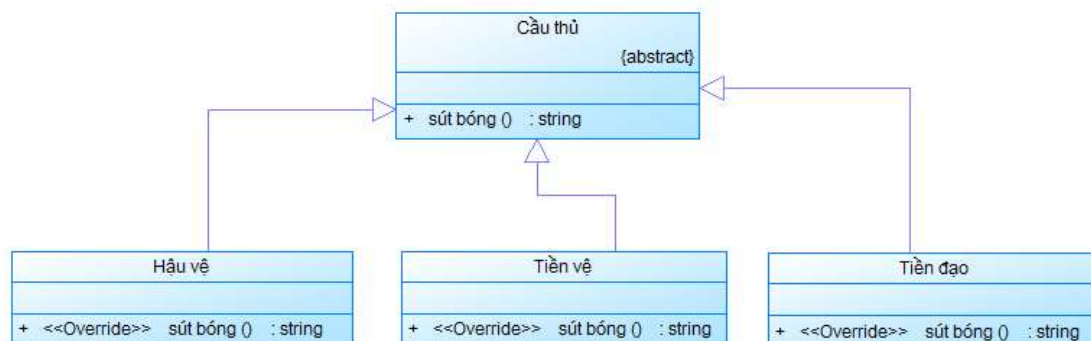 Cầu thủ
{abstract}
+ sút bóng () : string
Hậu vệ
+ <<Override>> sút bóng () : string
Tiền vệ
+ <<Override>> sút bóng () : string
Tiền đạo
+ <<Override>> sút bóng () : string